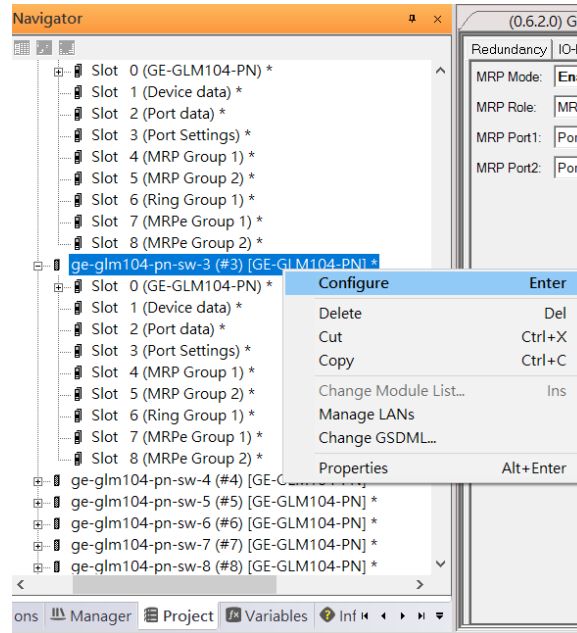 Navigator
(0.6.2.0) G
Redundancy
MRP Mode:
MRP Role:
MRP Port1:
MRP Port2:
Slot 0 (GE-GLM104-PN) *
Slot 1 (Device data) *
Slot 2 (Port data) *
Slot 3 (Port Settings) *
Slot 4 (MRP Group 1) *
Slot 5 (MRP Group 2) *
Slot 6 (Ring Group 1) *
Slot 7 (MRPe Group 1) *
Slot 8 (MRPe Group 2) *
ge-glm104-pn-sw-3 (#3) [GE-GLM104-PN] *
Slot 0 (GE-GLM104-PN) *
Slot 1 (Device data) *
Slot 2 (Port data) *
Slot 3 (Port Settings) *
Slot 4 (MRP Group 1) *
Slot 5 (MRP Group 2) *
Slot 6 (Ring Group 1) *
Slot 7 (MRPe Group 1) *
Slot 8 (MRPe Group 2) *
ge-glm104-pn-sw-4 (#4)
ge-glm104-pn-sw-5 (#5) [GE-GLM104-PN] *
ge-glm104-pn-sw-6 (#6) [GE-GLM104-PN] *
ge-glm104-pn-sw-7 (#7) [GE-GLM104-PN] *
ge-glm104-pn-sw-8 (#8) [GE-GLM104-PN] *
Configure Enter
Delete Del
Cut Ctrl+X
Copy Ctrl+C
Change Module List... Ins
Manage LANs
Change GSDML...
Properties Alt+Enter
ons Manager Project Variables Inf